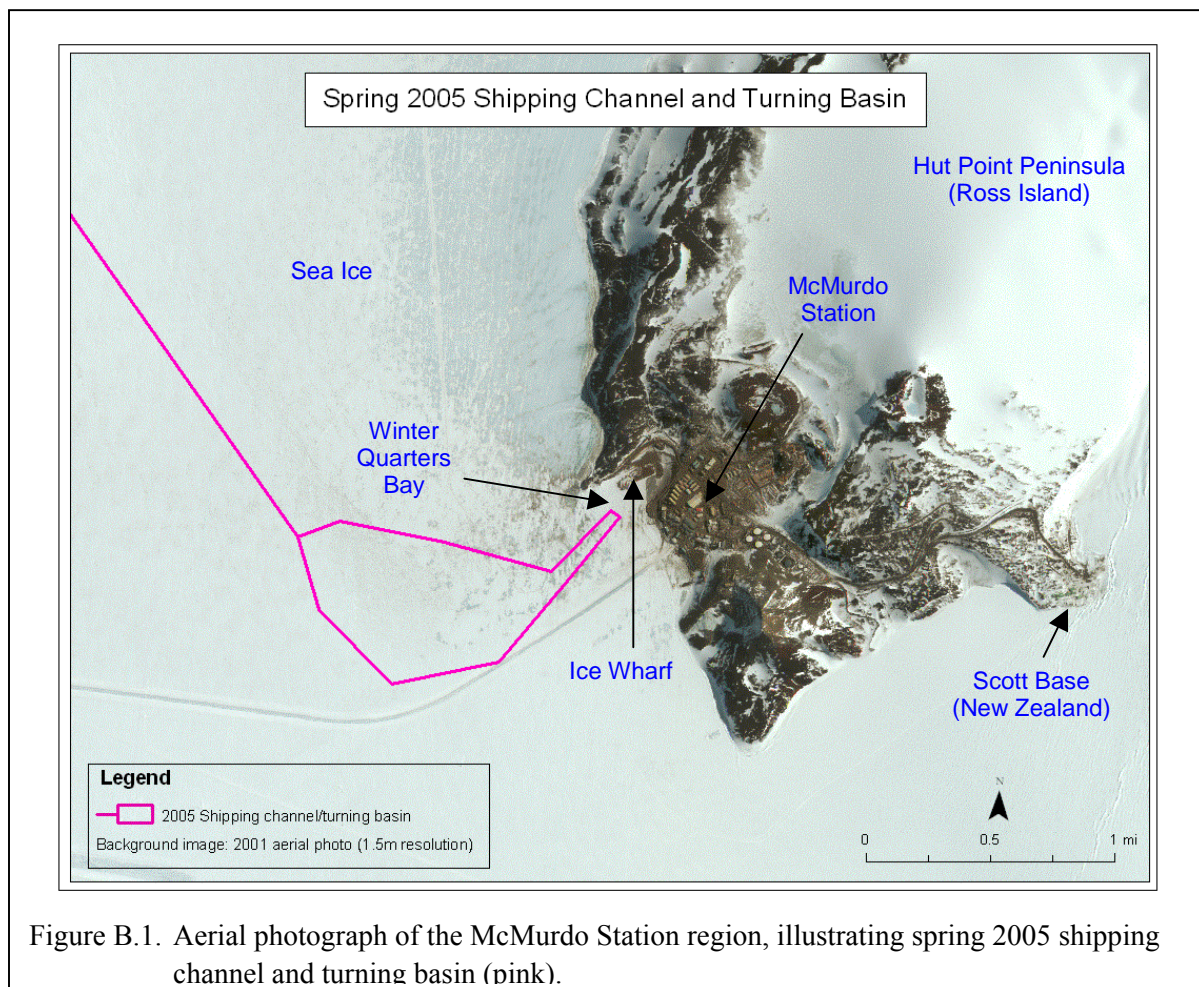 Spring 2005 Shipping Channel and Turning Basin
Hut Point Peninsula
(Ross Island)
Sea Ice
McMurdo
Station
Winter
Quarters
Bay
Ice Wharf
Scott Base
(New Zealand)
Legend
2005 Shipping channel/turning basin
Background image: 2001 aerial photo (1.5m resolution)
N
0 0.5 1 mi
Figure B.1. Aerial photograph of the McMurdo Station region, illustrating spring 2005 shipping
channel and turning basin (pink).